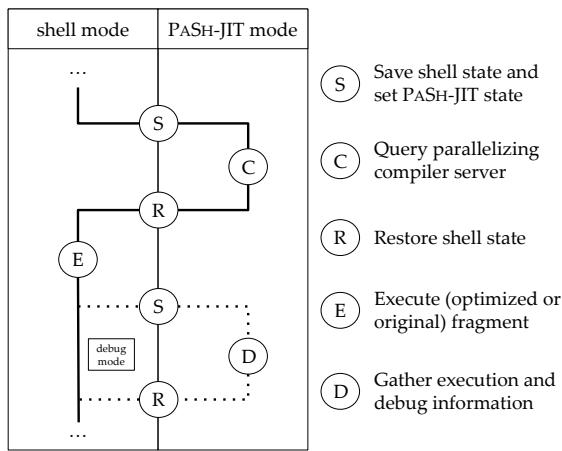 shell mode
PASH-JIT mode
...
S
C
R
E
S
debug
mode
D
R
...
S
Save shell state and
set PASH-JIT state
C
Query parallelizing
compiler server
R
Restore shell state
E
Execute (optimized or
original) fragment
D
Gather execution and
debug information